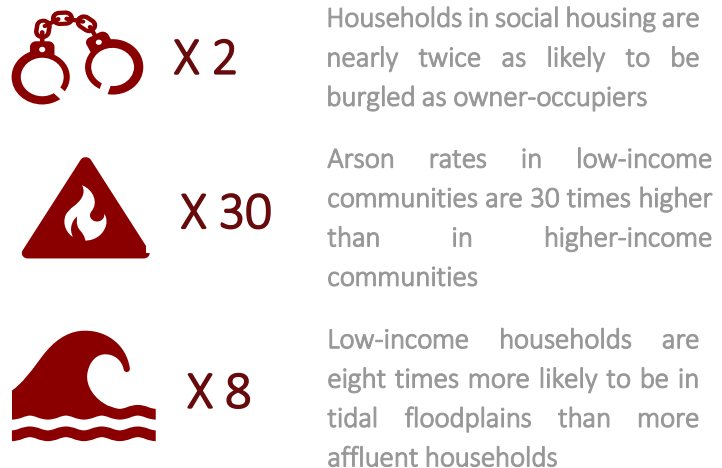 X 2
Households in social housing are
nearly twice as likely to be
burgled as owner-occupiers
X 30
Arson rates in low-income
communities are 30 times higher
than in higher-income
communities
X 8
Low-income households are
eight times more likely to be in
tidal floodplains than more
affluent households